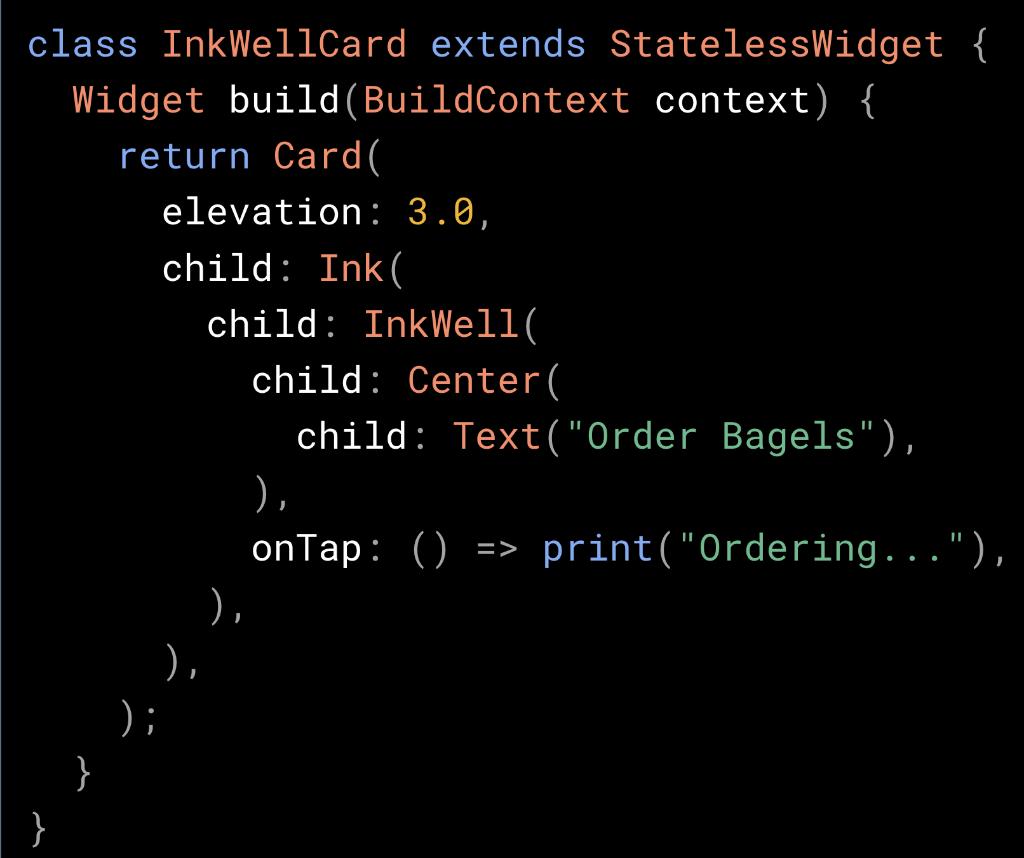 class InkWellCard extends StatelessWidget {
  Widget build(BuildContext context) {
    return Card(
      elevation: 3.0,
      child: Ink(
        child: InkWell(
          child: Center(
            child: Text("Order Bagels"),
          ),
          onTap: () => print("Ordering..."),
        ),
      ),
    );
  }
}